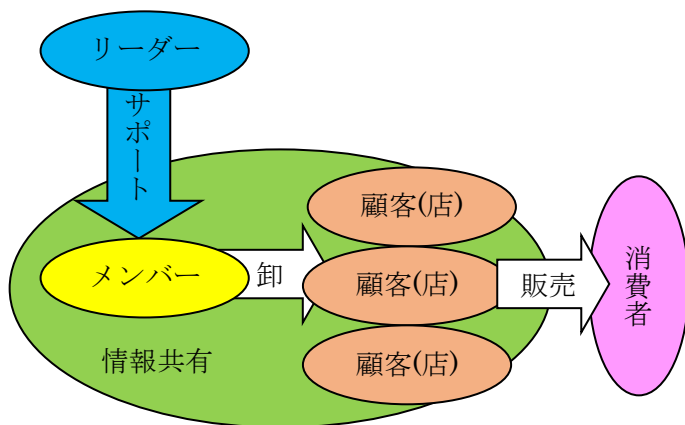 リーダー
サポート
顧客(店)
メンバー
卸
顧客(店)
販売
消費者
情報共有
顧客(店)